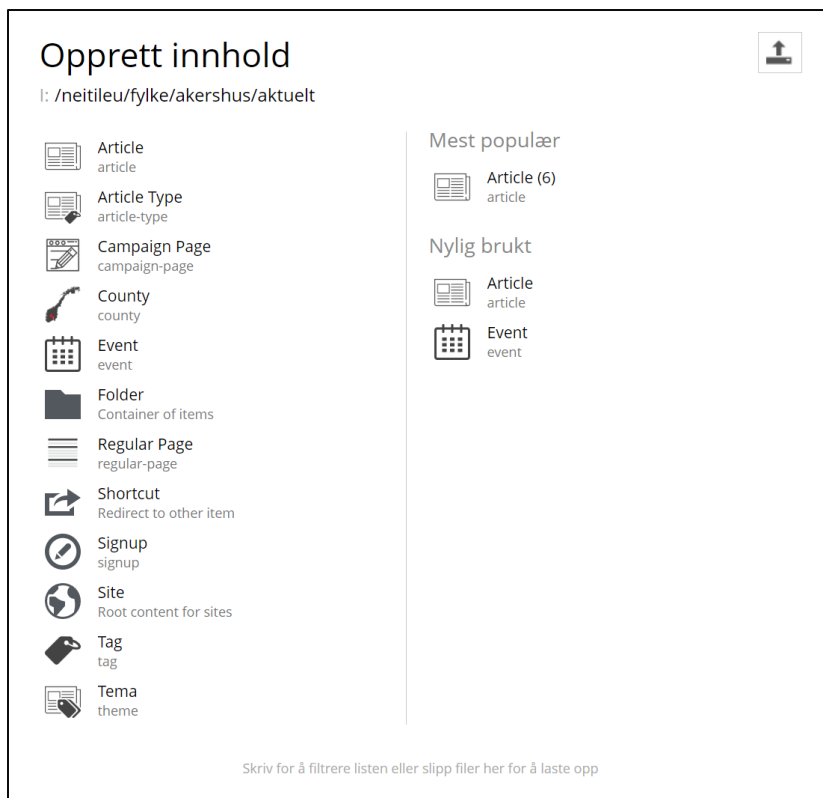 Opprett innhold
I: /neitileu/fylke/akershus/aktuelt
Article
article
Article Type
article-type
Campaign Page
campaign-page
County
county
Event
event
Folder
Container of items
Regular Page
regular-page
Shortcut
Redirect to other item
Signup
signup
Site
Root content for sites
Tag
tag
Tema
theme
Mest populær
Article (6)
article
Nylig brukt
Article
article
Event
event
Skriv for å filtrere listen eller slipp filer her for å laste opp